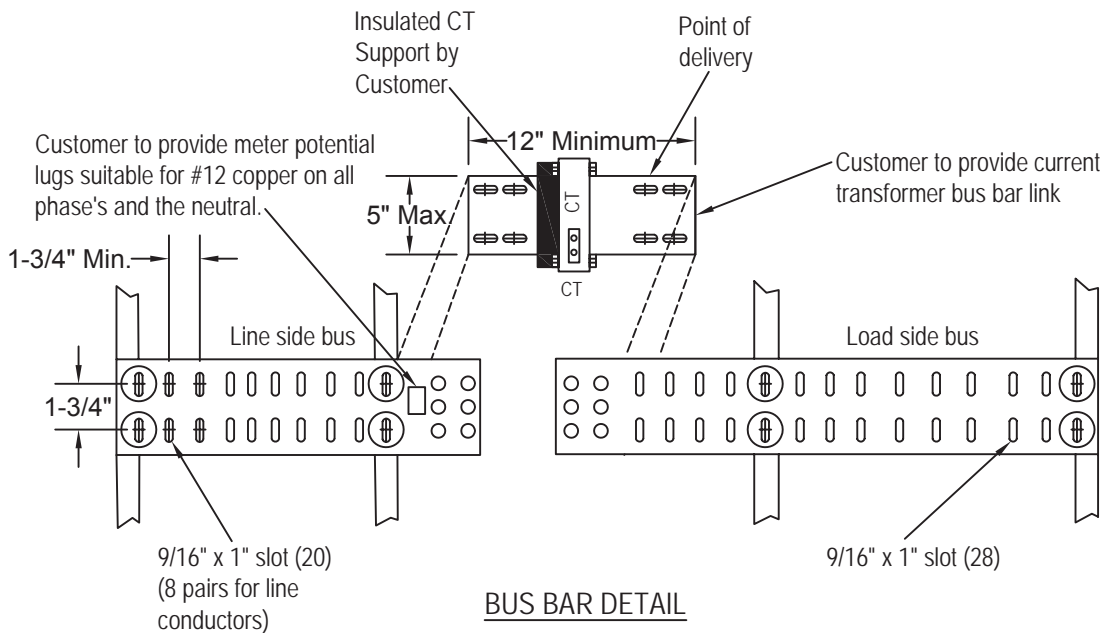 Insulated CT
Support by
Customer
Point of
delivery
12" Minimum
Customer to provide meter potential
lugs suitable for #12 copper on all
phase's and the neutral.
Customer to provide current
transformer bus bar link
5" Max.
CT
CT
1-3/4" Min.
Line side bus
Load side bus
1-3/4"
9/16" x 1" slot (20)
(8 pairs for line
conductors)
9/16" x 1" slot (28)
BUS BAR DETAIL